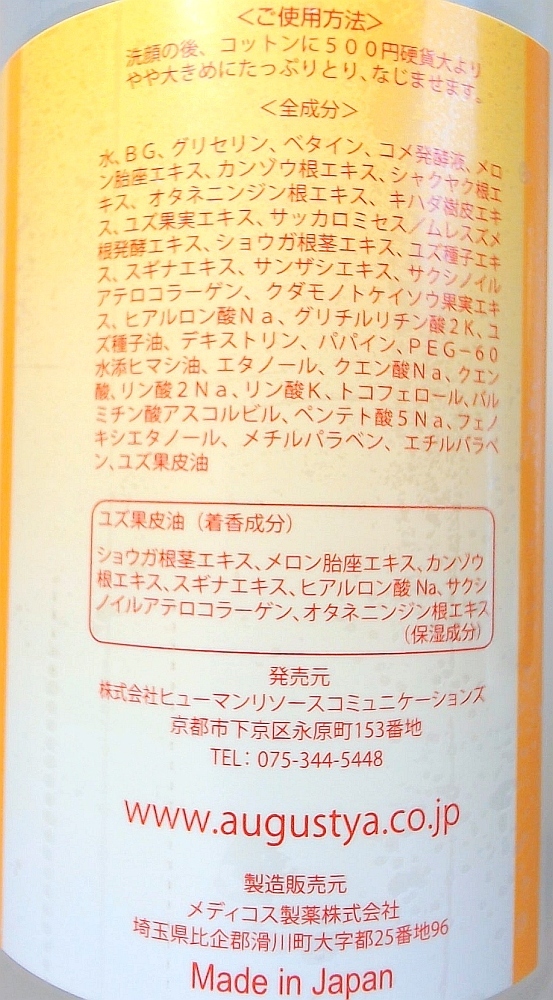 ＜ご使用方法＞
洗顔の後、コットンに５００円硬貨大より
やや大きめにたっぷりとり、なじませます。
＜全成分＞
水、ＢＧ、グリセリン、ベタイン、コメ発酵液、メロ
ン胎座エキス、カンゾウ根エキス、シャクヤク根エ
キス、オタネニンジン根エキス、キハダ樹皮エキ
ス、ユズ果実エキス、サッカロミセス／ムレスズメ
根発酵エキス、ショウガ根茎エキス、ユズ種子エキ
ス、スギナエキス、サンザシエキス、サクシノイル
アテロコラーゲン、クダモノトケイソウ果実エキ
ス、ヒアルロン酸Ｎａ、グリチルリチン酸２Ｋ、ユ
ズ種子油、デキストリン、パパイン、ＰＥＧ－６０
水添ヒマシ油、エタノール、クエン酸Ｎａ、クエン
酸、リン酸２Ｎａ、リン酸Ｋ、トコフェロール、パル
ミチン酸アスコルビル、ペンテト酸５Ｎａ、フェノ
キシエタノール、メチルパラベン、エチルパラベ
ン、ユズ果皮油
ユズ果皮油（着香成分）
ショウガ根茎エキス、メロン胎座エキス、カンゾウ
根エキス、スギナエキス、ヒアルロン酸 Na、サクシ
ノイルアテロコラーゲン、オタネニンジン根エキス
（保湿成分）
発売元
株式会社ヒューマンリソースコミュニケーションズ
京都市下京区永原町153番地
TEL：075-344-5448
www.augustya.co.jp
製造販売元
メディコス製薬株式会社
埼玉県比企郡滑川町大字都25番地96
Made in Japan